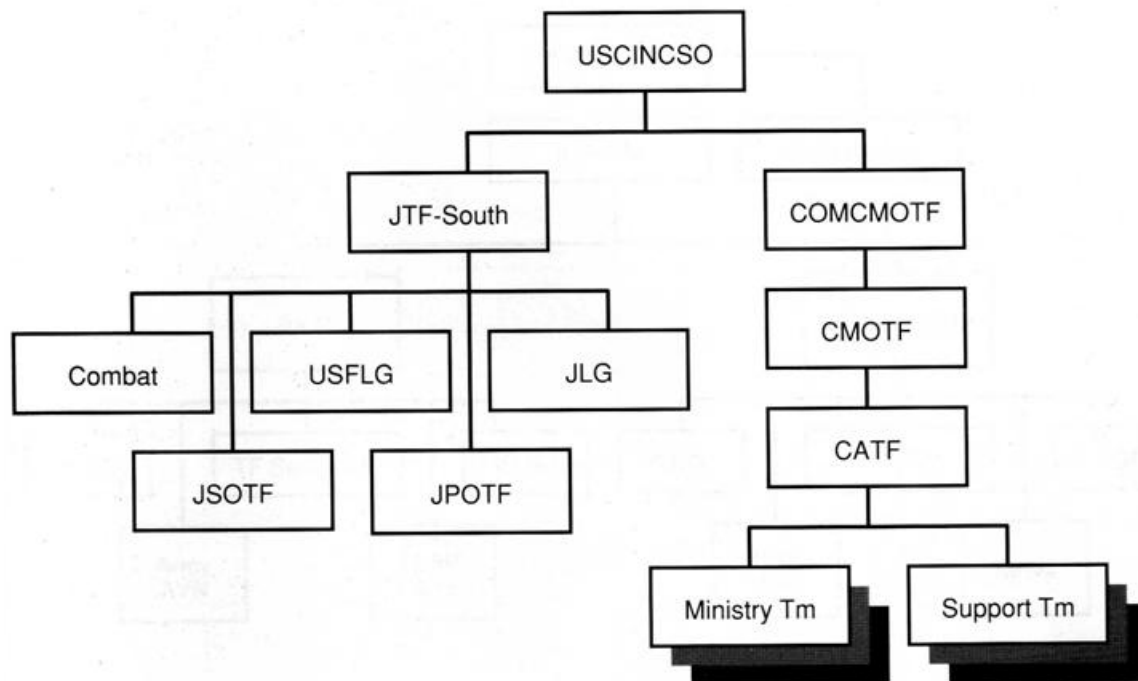 USCINCSO
JTF-South
COMCMOTF
CMOTF
Combat
USFLG
JLG
CATF
JSOTF
JPOTF
Ministry Tm
Support Tm